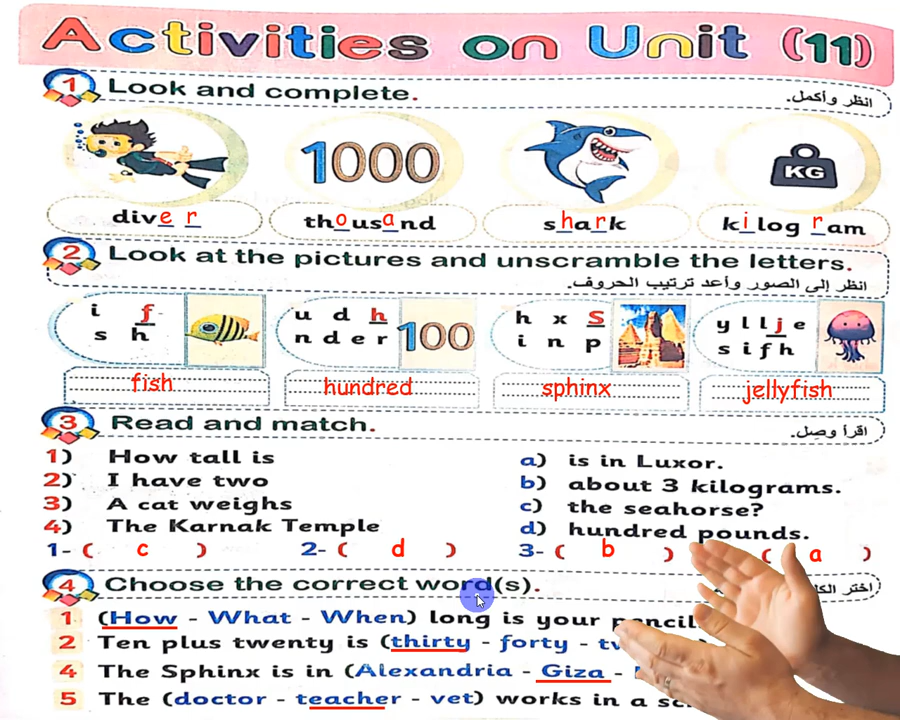 Activities on Unit (11)
1 Look and complete. انظر وأكمل.
1000 KG
diver thousand shark kilogram
2 Look at the pictures and unscramble the letters.
انظر إلى الصور وأعد ترتيب الحروف.
i f u d h h x S y l l j e
s h n d e r 100 i n p s i f h
fish hundred sphinx jellyfish
3 Read and match. اقرأ وصل.
1) How tall is a) is in Luxor.
2) I have two b) about 3 kilograms.
3) A cat weighs c) the seahorse?
4) The Karnak Temple d) hundred pounds.
1- ( c ) 2- ( d ) 3- ( b ) ( a )
4 Choose the correct word(s). اختر
1 (How - What - When) long is your pencil
2 Ten plus twenty is (thirty - forty -
4 The Sphinx is in (Alexandria - Giza -
5 The (doctor - teacher - vet) works in a